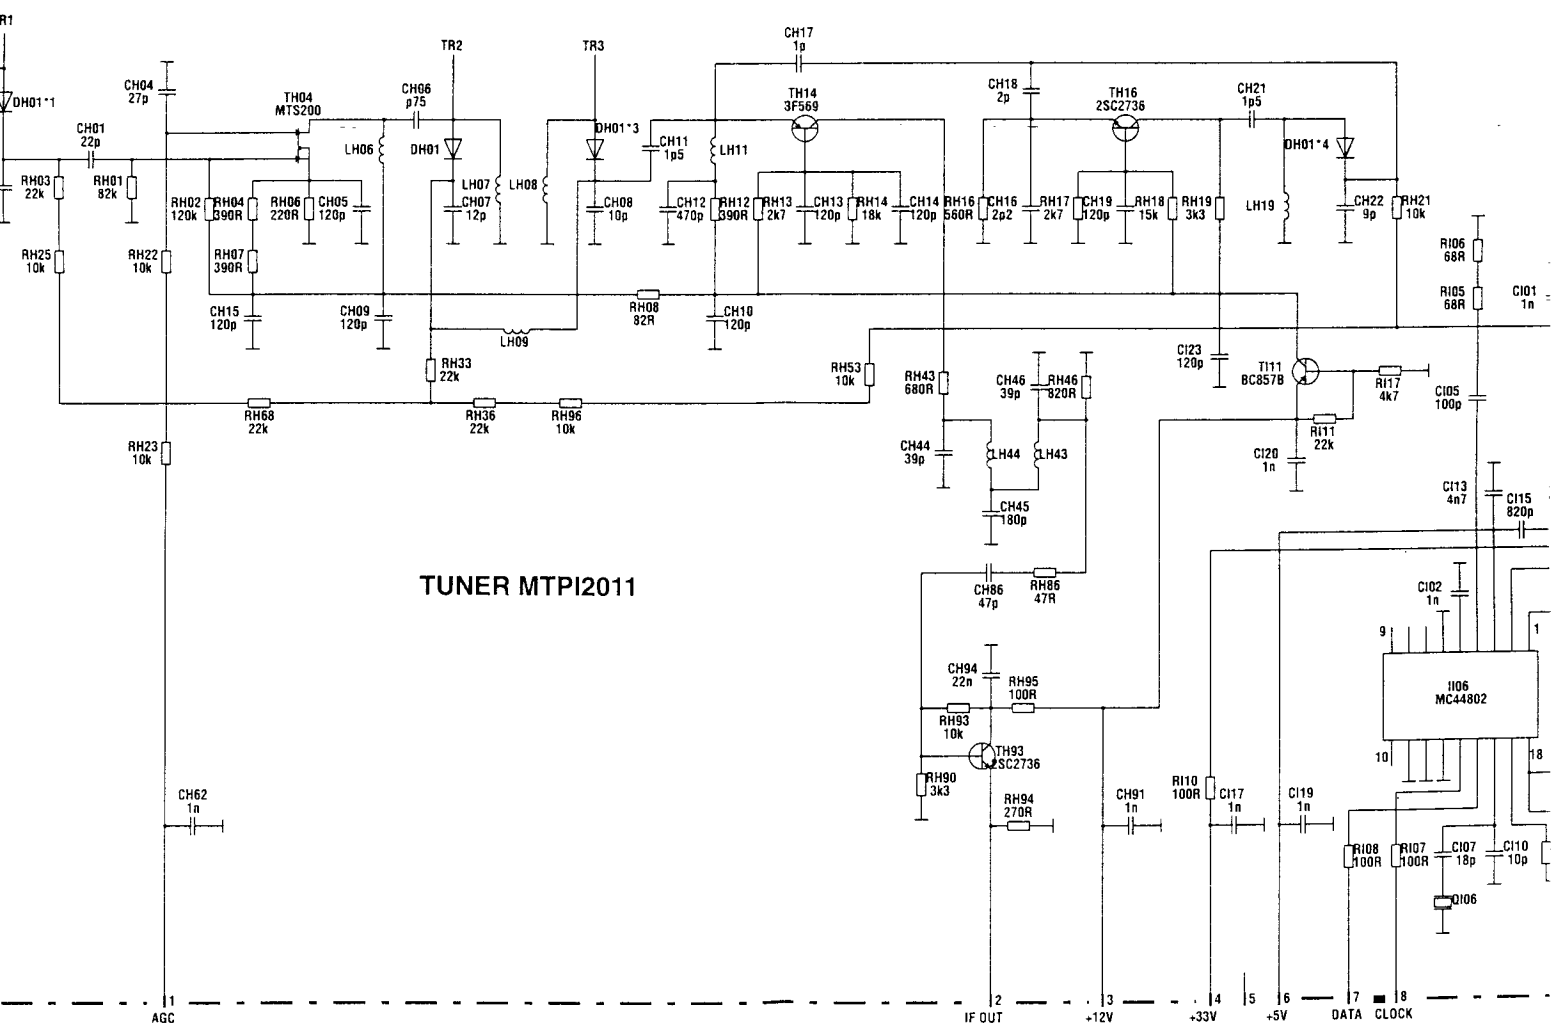 R1
DH01*1
CH01
22p
RH03
22k
RH01
82k
RH25
10k
CH04
27p
RH22
10k
RH23
10k
CH62
1n
1
AGC
TH04
MTS200
RH02
120k
RH04
390R
RH06
220R
CH05
120p
RH07
390R
CH15
120p
LH06
CH09
120p
CH06
p75
TR2
DH01
CH07
12p
LH07
LH08
TR3
DH01*3
CH08
10p
CH11
1p5
LH09
RH33
22k
RH68
22k
RH36
22k
RH96
10k
RH08
82R
CH10
120p
LH11
CH12
470p
RH12
390R
RH13
2k7
CH17
1p
TH14
3F569
CH13
120p
RH14
18k
CH14
120p
RH53
10k
RH43
680R
CH44
39p
LH44
LH43
CH46
39p
RH46
820R
CH45
180p
CH86
47p
RH86
47R
CH94
22n
RH95
100R
RH93
10k
TH93
2SC2736
RH90
3k3
RH94
270R
2
IF OUT
CH91
1n
3
+12V
RH16
560R
CH16
2p2
CH18
2p
RH17
2k7
CH19
120p
TH16
2SC2736
RH18
15k
RH19
3k3
CH21
1p5
LH19
DH01*4
CH22
9p
RH21
10k
CI23
120p
TI11
BC857B
RI17
4k7
RI11
22k
CI20
1n
RI06
68R
RI05
68R
CI01
1n
CI05
100p
CI13
4n7
CI15
820p
CI02
1n
9
1
II06
MC44802
10
18
RI10
100R
CI17
1n
CI19
1n
RI08
100R
RI07
100R
CI07
18p
CI10
10p
QI06
4
+33V
5
6
+5V
7
DATA
8
CLOCK
TUNER MTPI2011